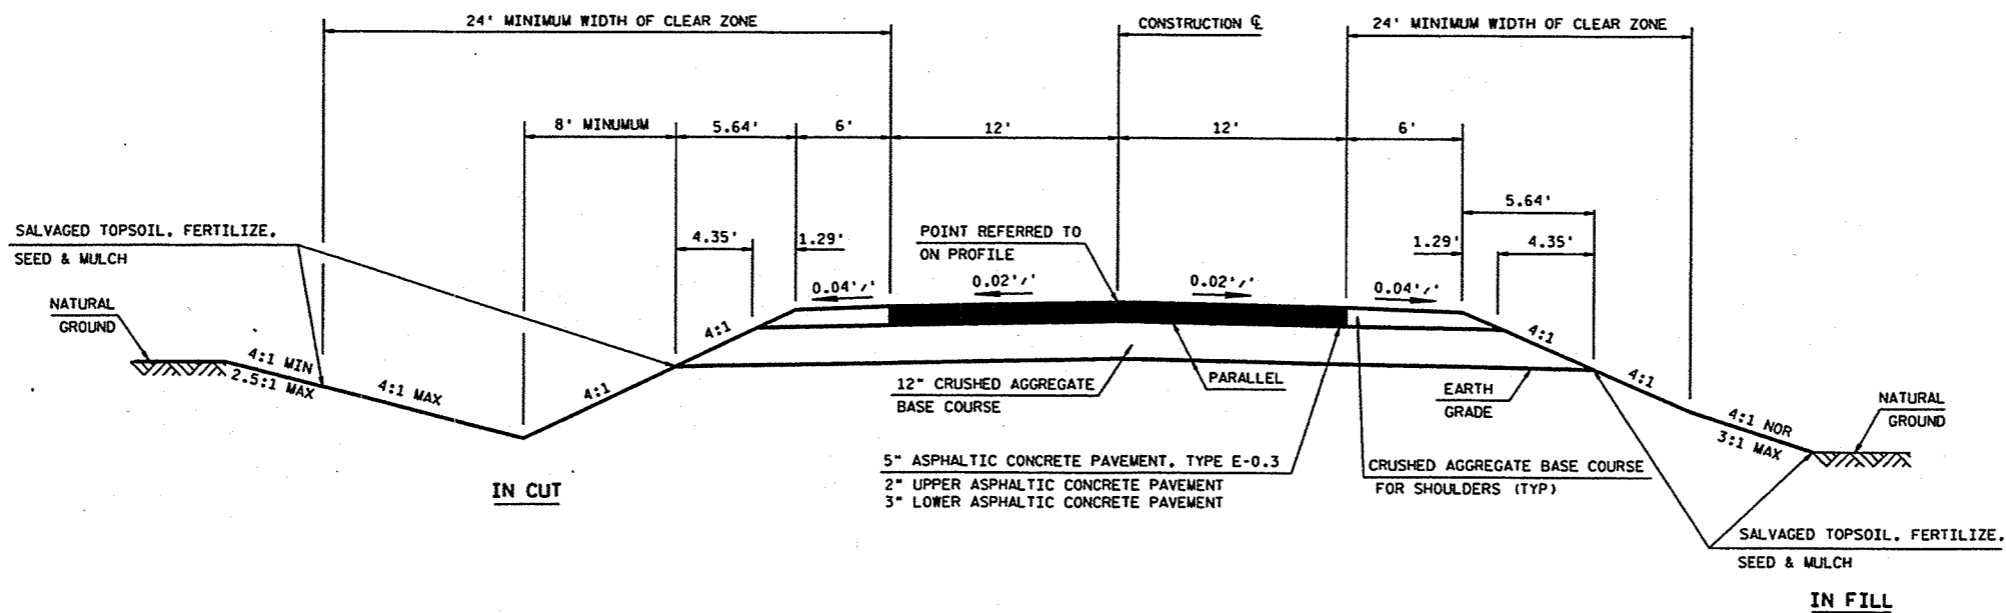 24' MINIMUM WIDTH OF CLEAR ZONE
CONSTRUCTION ℄
24' MINIMUM WIDTH OF CLEAR ZONE
8' MINUMUM
5.64'
6'
12'
12'
6'
5.64'
4.35'
1.29'
1.29'
4.35'
SALVAGED TOPSOIL, FERTILIZE,
SEED & MULCH
POINT REFERRED TO
ON PROFILE
0.04'/'
0.02'/'
0.02'/'
0.04'/'
NATURAL
GROUND
4:1 MIN
2.5:1 MAX
4:1 MAX
4:1
4:1
4:1
4:1
4:1 NOR
3:1 MAX
12" CRUSHED AGGREGATE
BASE COURSE
PARALLEL
EARTH
GRADE
NATURAL
GROUND
5" ASPHALTIC CONCRETE PAVEMENT, TYPE E-0.3
2" UPPER ASPHALTIC CONCRETE PAVEMENT
3" LOWER ASPHALTIC CONCRETE PAVEMENT
CRUSHED AGGREGATE BASE COURSE
FOR SHOULDERS (TYP)
IN CUT
SALVAGED TOPSOIL, FERTILIZE,
SEED & MULCH
IN FILL